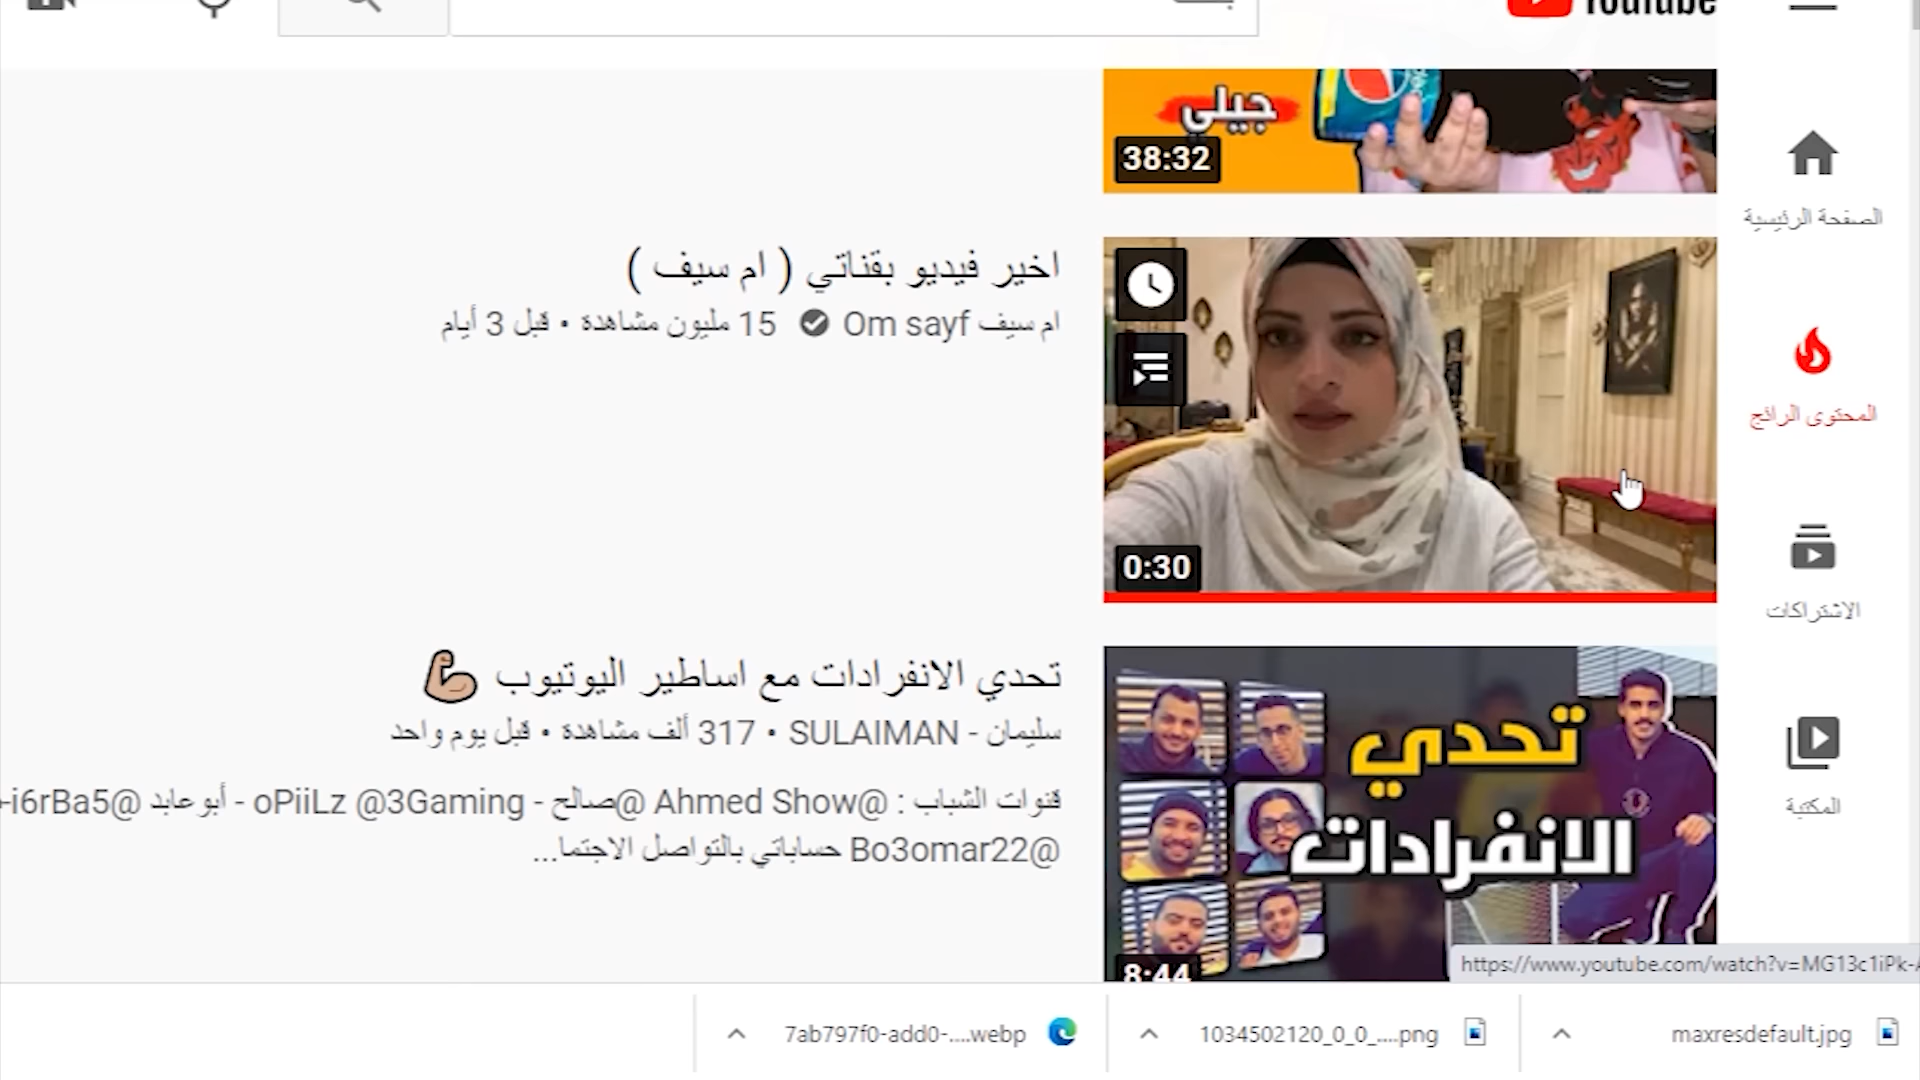 YouTube
جيلي
38:32
الصفحة الرئيسية
اخير فيديو بقناتي ( ام سيف )
ام سيف Om sayf 15 مليون مشاهدة • قبل 3 أيام
0:30
المحتوى الرائج
الاشتراكات
تحدي الانفرادات مع اساطير اليوتيوب 💪🏼
سليمان - SULAIMAN • 317 ألف مشاهدة • قبل يوم واحد
قنوات الشباب : @Ahmed Show @صالح - oPiiLz @3Gaming - أبوعابد @i6rBa5-
@Bo3omar22 حساباتي بالتواصل الاجتما...
تحدي
الانفرادات
8:44
المكتبة
https://www.youtube.com/watch?v=MG13c1iPk-A
maxresdefault.jpg
1034502120_0_0_....png
7ab797f0-add0-....webp